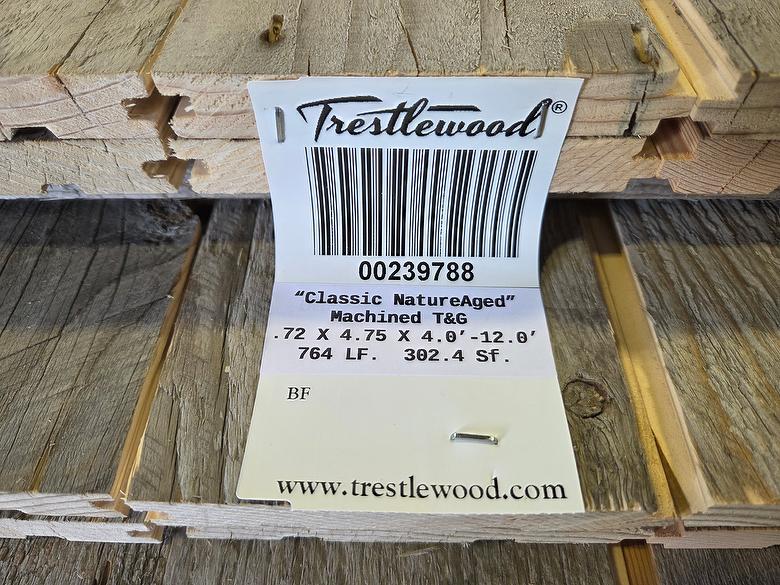 Trestlewood®
00239788
"Classic NatureAged"
Machined T&G
.72 X 4.75 X 4.0'-12.0'
764 LF. 302.4 Sf.
BF
www.trestlewood.com